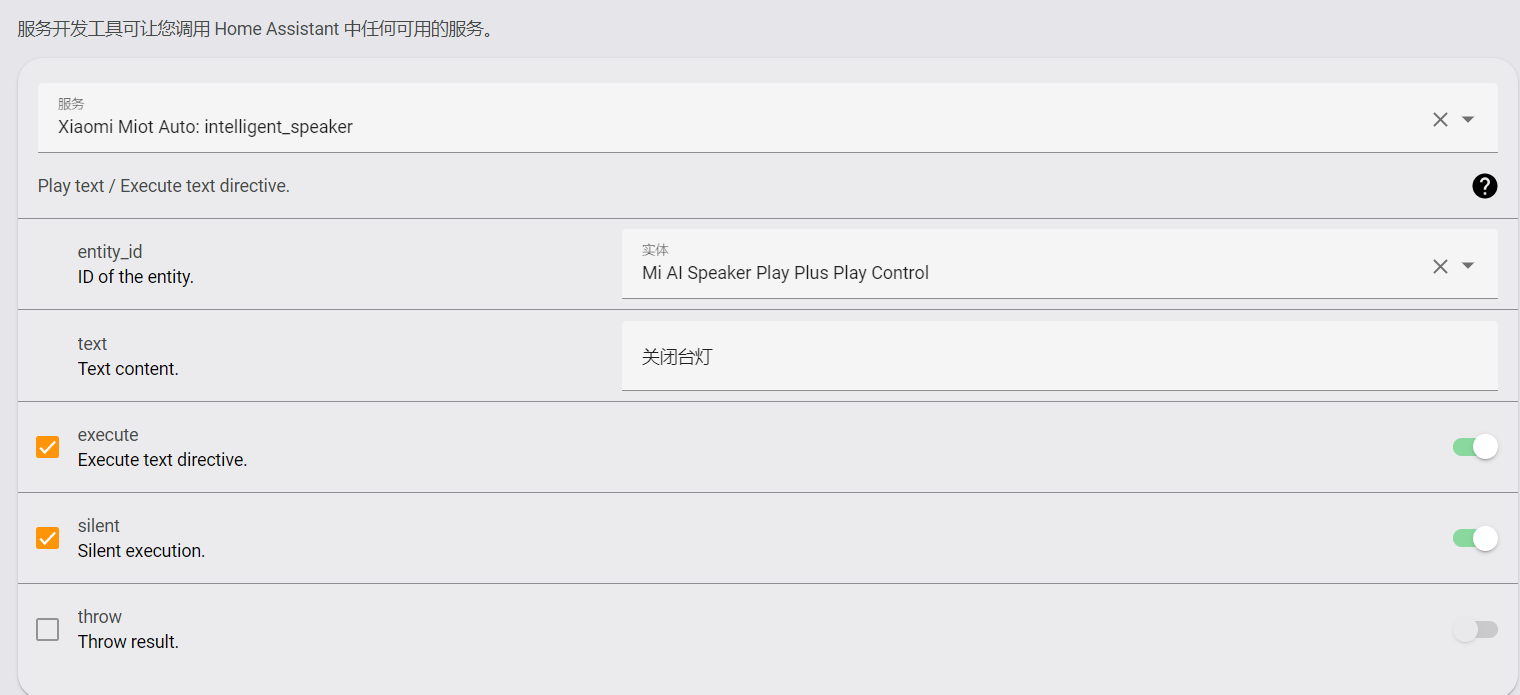 服务开发工具可让您调用 Home Assistant 中任何可用的服务。
服务
Xiaomi Miot Auto: intelligent_speaker
Play text / Execute text directive.
entity_id
ID of the entity.
实体
Mi AI Speaker Play Plus Play Control
text
Text content.
关闭台灯
execute
Execute text directive.
silent
Silent execution.
throw
Throw result.